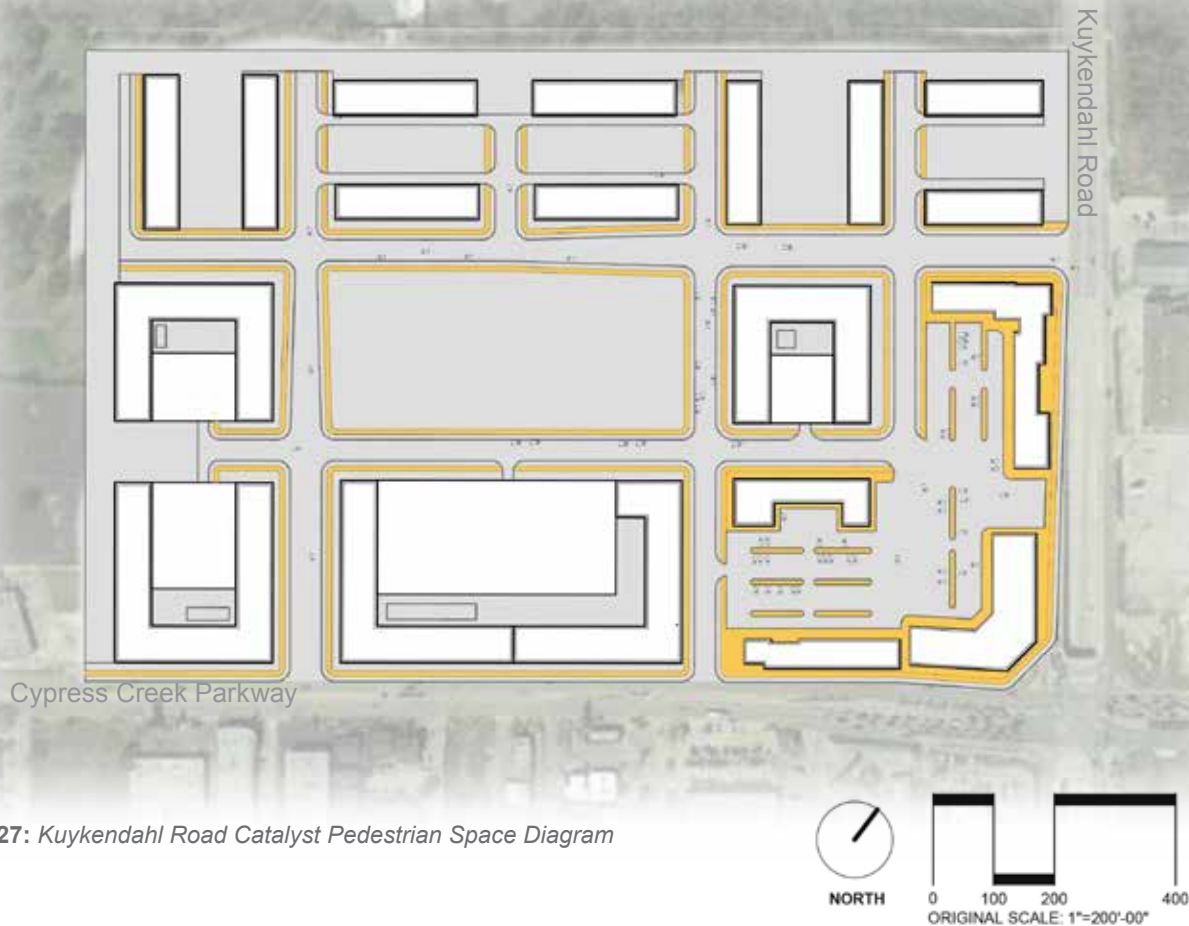 Kuykendahl Road
Cypress Creek Parkway
27: Kuykendahl Road Catalyst Pedestrian Space Diagram
NORTH
0 100 200 400
ORIGINAL SCALE: 1"=200'-00"